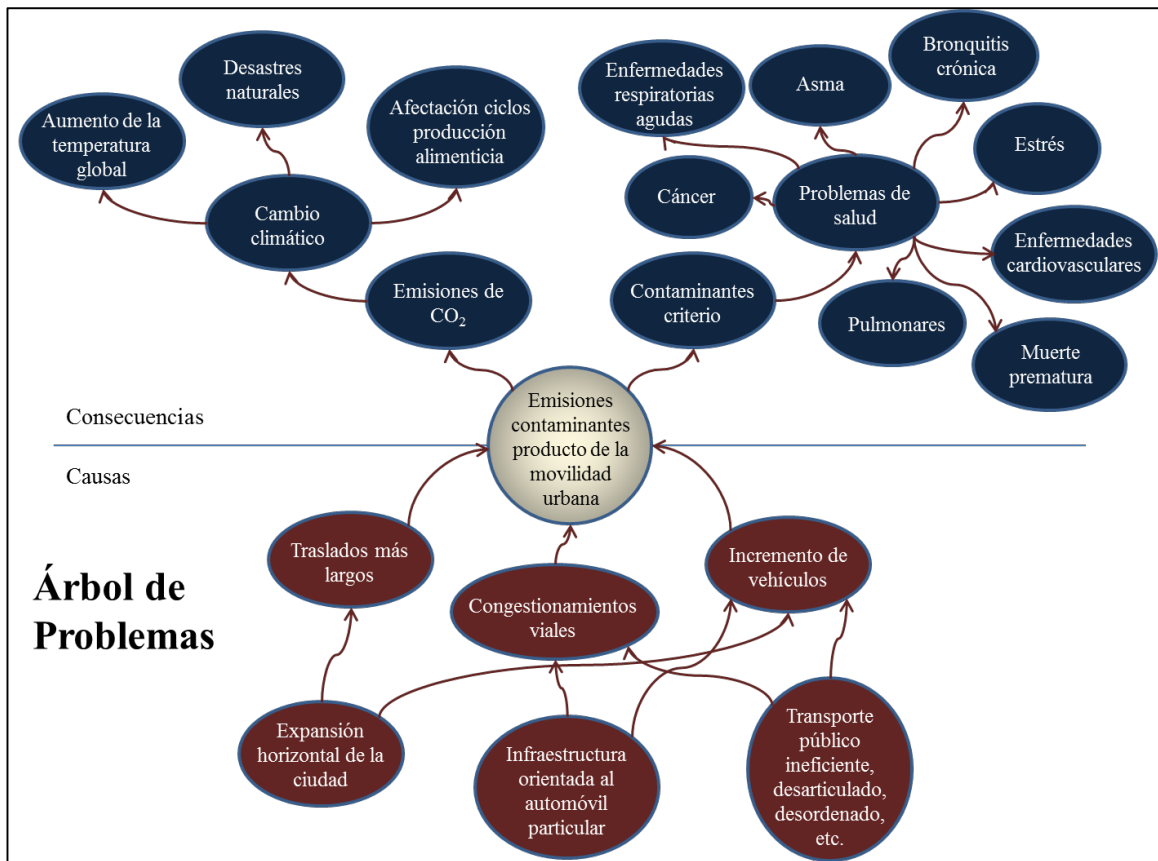 Desastres
naturales
Aumento de la
temperatura
global
Afectación ciclos
producción
alimenticia
Cambio
climático
Emisiones de
CO₂
Enfermedades
respiratorias
agudas
Asma
Bronquitis
crónica
Estrés
Cáncer
Problemas de
salud
Enfermedades
cardiovasculares
Contaminantes
criterio
Pulmonares
Muerte
prematura
Consecuencias
Emisiones
contaminantes
producto de la
movilidad
urbana
Causas
Árbol de
Problemas
Traslados más
largos
Congestionamientos
viales
Incremento de
vehículos
Expansión
horizontal de la
ciudad
Infraestructura
orientada al
automóvil
particular
Transporte
público
ineficiente,
desarticulado,
desordenado,
etc.